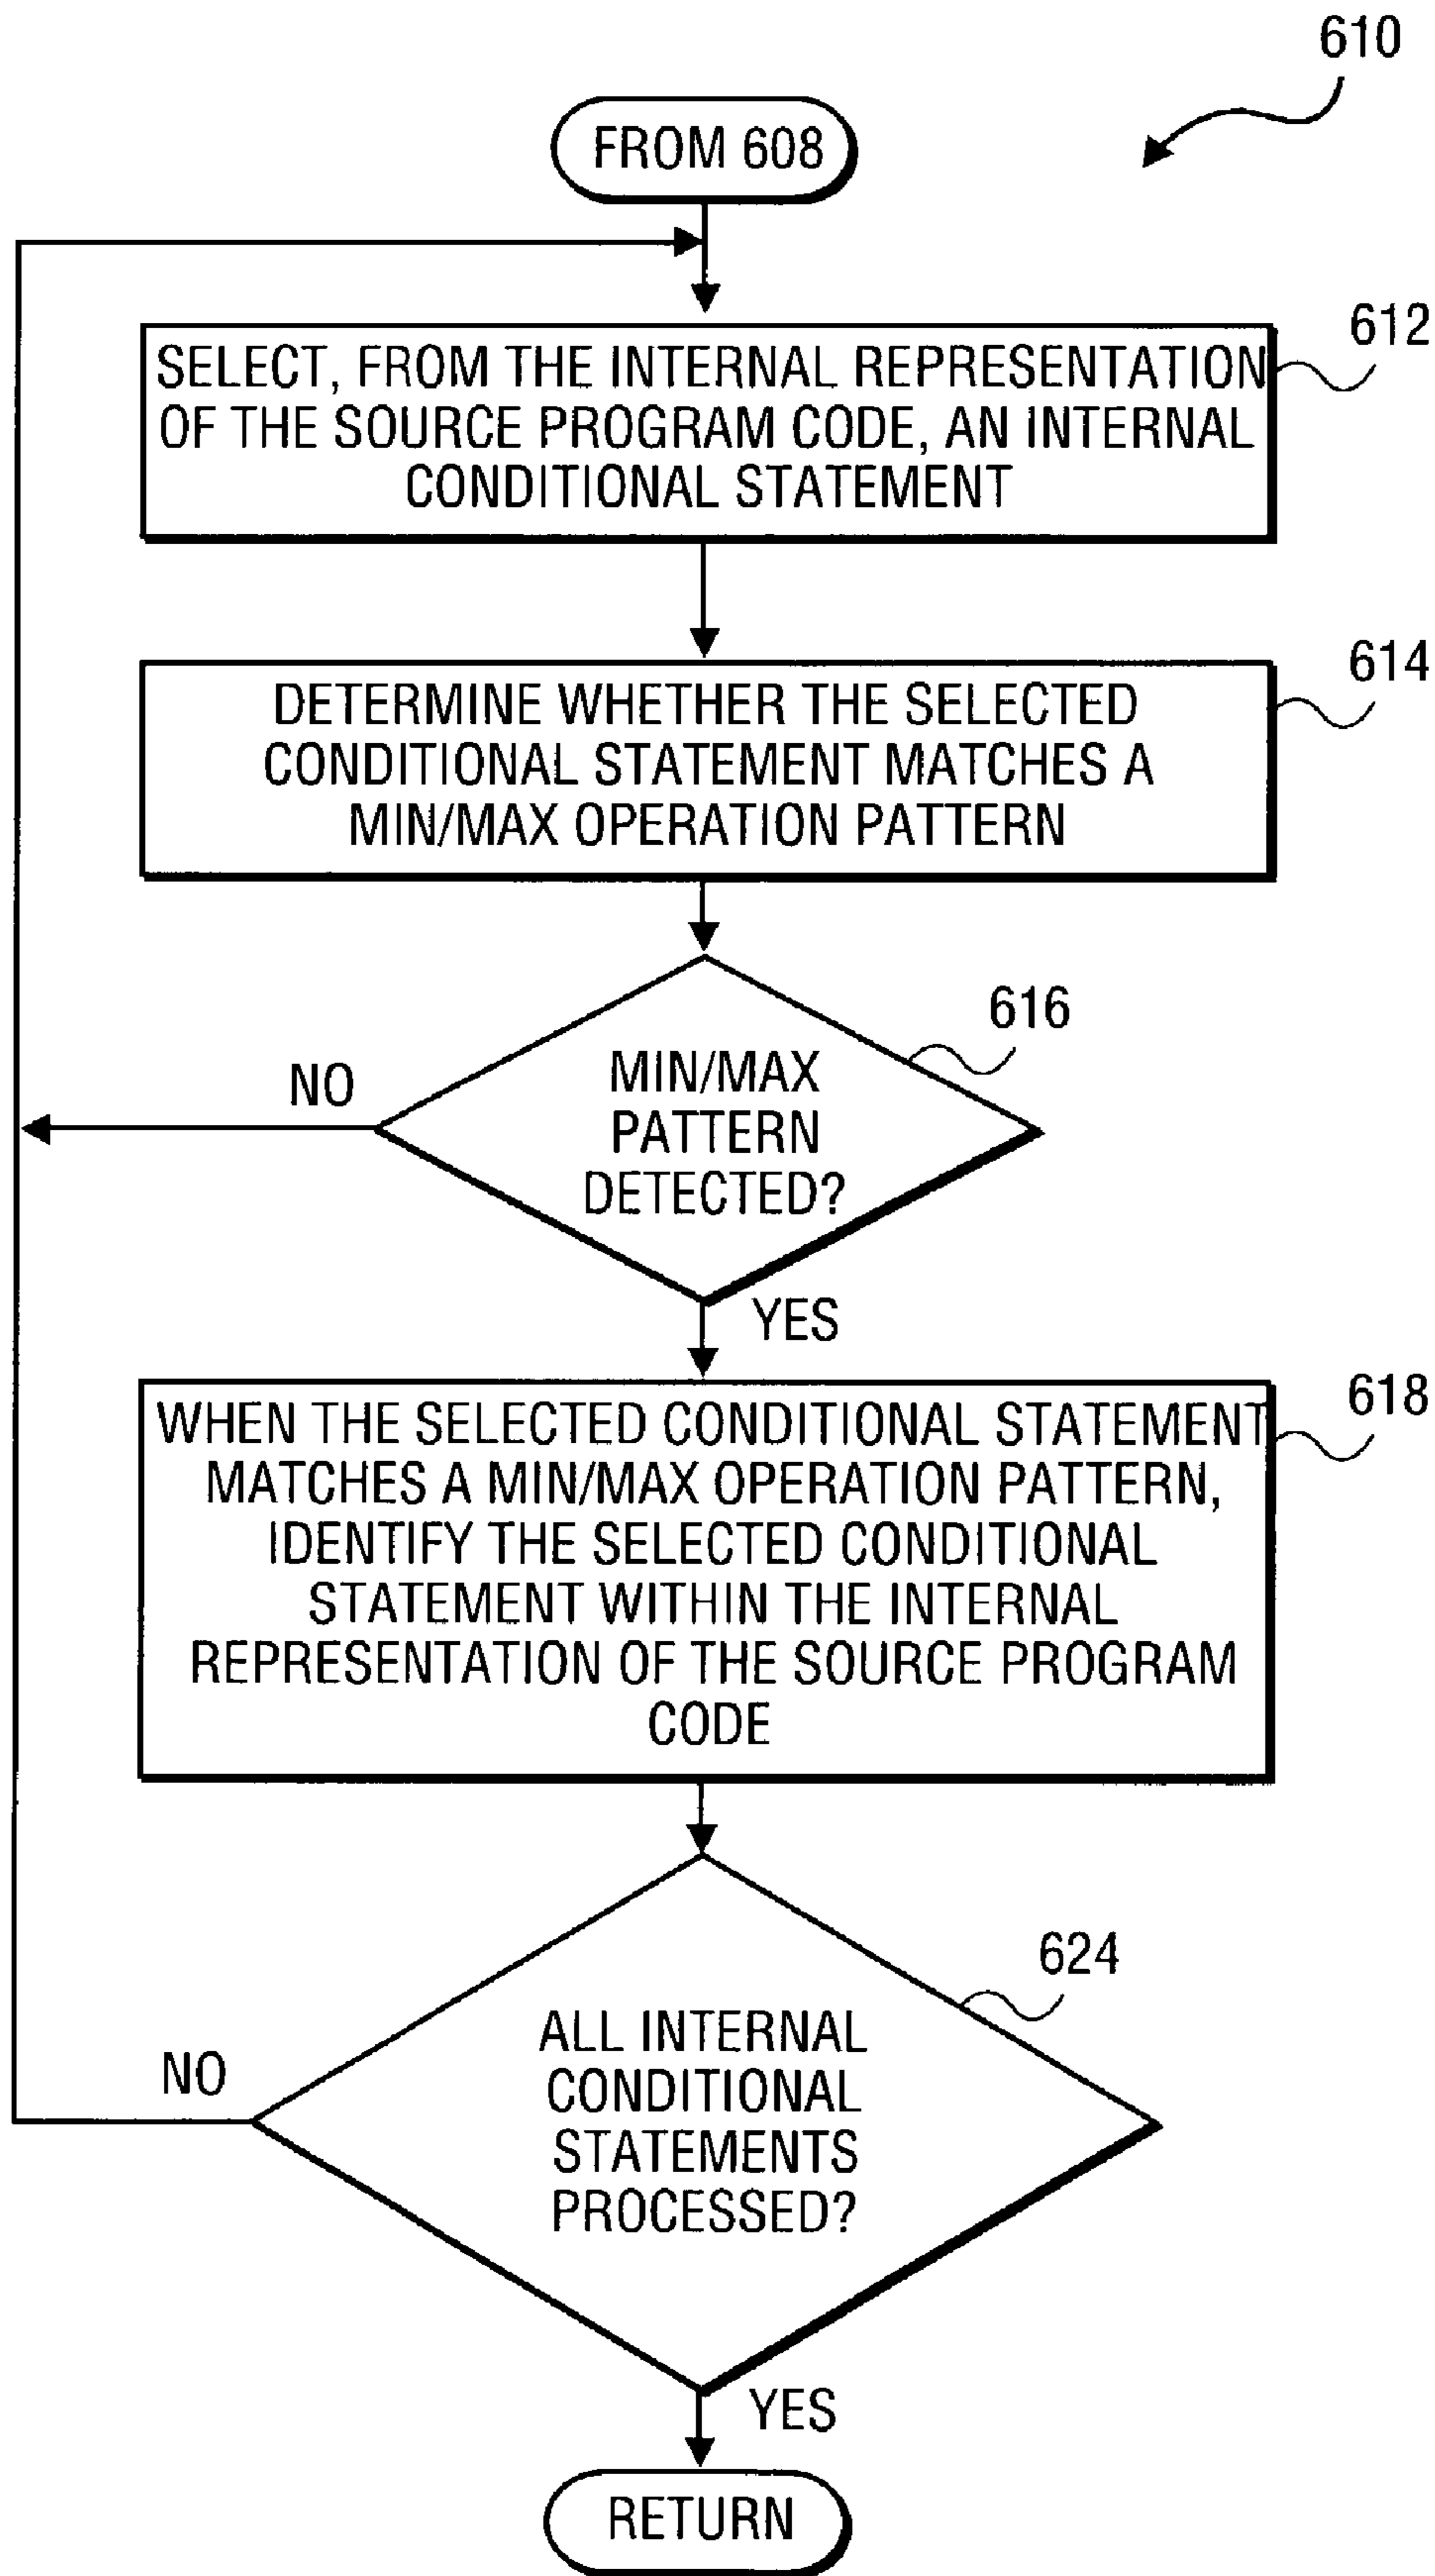 610
FROM 608
612
SELECT, FROM THE INTERNAL REPRESENTATION
OF THE SOURCE PROGRAM CODE, AN INTERNAL
CONDITIONAL STATEMENT
614
DETERMINE WHETHER THE SELECTED
CONDITIONAL STATEMENT MATCHES A
MIN/MAX OPERATION PATTERN
616
NO
MIN/MAX
PATTERN
DETECTED?
YES
618
WHEN THE SELECTED CONDITIONAL STATEMENT
MATCHES A MIN/MAX OPERATION PATTERN,
IDENTIFY THE SELECTED CONDITIONAL
STATEMENT WITHIN THE INTERNAL
REPRESENTATION OF THE SOURCE PROGRAM
CODE
624
NO
ALL INTERNAL
CONDITIONAL
STATEMENTS
PROCESSED?
YES
RETURN